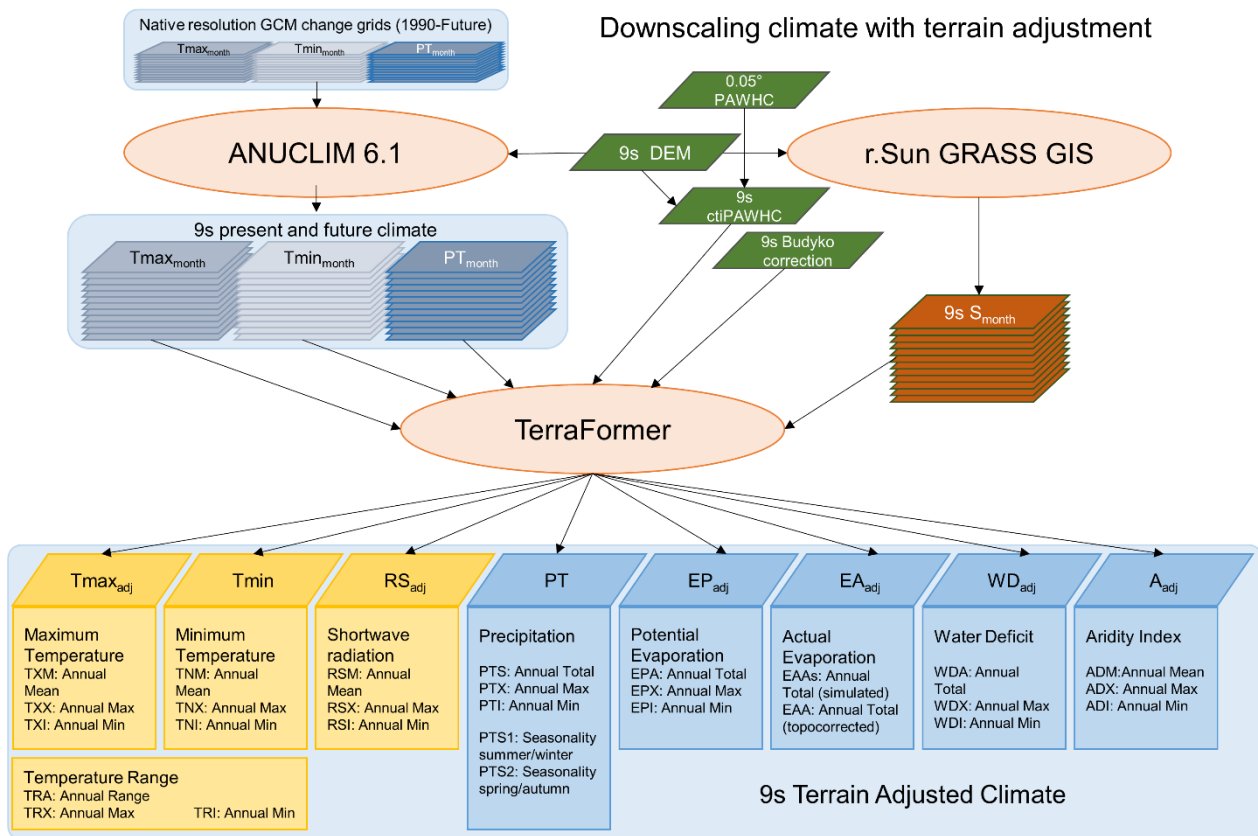 Native resolution GCM change grids (1990-Future)
Tmaxmonth
Tminmonth
PTmonth
Downscaling climate with terrain adjustment
0.05°
PAWHC
ANUCLIM 6.1
9s DEM
r.Sun GRASS GIS
9s
ctiPAWHC
9s present and future climate
Tmaxmonth
Tminmonth
PTmonth
9s Budyko
correction
9s Smonth
TerraFormer
Tmaxadj
Tmin
RSadj
PT
EPadj
EAadj
WDadj
Aadj
Maximum
Temperature
TXM: Annual
Mean
TXX: Annual Max
TXI: Annual Min
Minimum
Temperature
TNM: Annual
Mean
TNX: Annual Max
TNI: Annual Min
Shortwave
radiation
RSM: Annual
Mean
RSX: Annual Max
RSI: Annual Min
Precipitation
PTS: Annual Total
PTX: Annual Max
PTI: Annual Min
PTS1: Seasonality
summer/winter
PTS2: Seasonality
spring/autumn
Potential
Evaporation
EPA: Annual Total
EPX: Annual Max
EPI: Annual Min
Actual
Evaporation
EAAs: Annual
Total (simulated)
EAA: Annual Total
(topocorrected)
Water Deficit
WDA: Annual
Total
WDX: Annual Max
WDI: Annual Min
Aridity Index
ADM:Annual Mean
ADX: Annual Max
ADI: Annual Min
Temperature Range
TRA: Annual Range
TRX: Annual Max TRI: Annual Min
9s Terrain Adjusted Climate